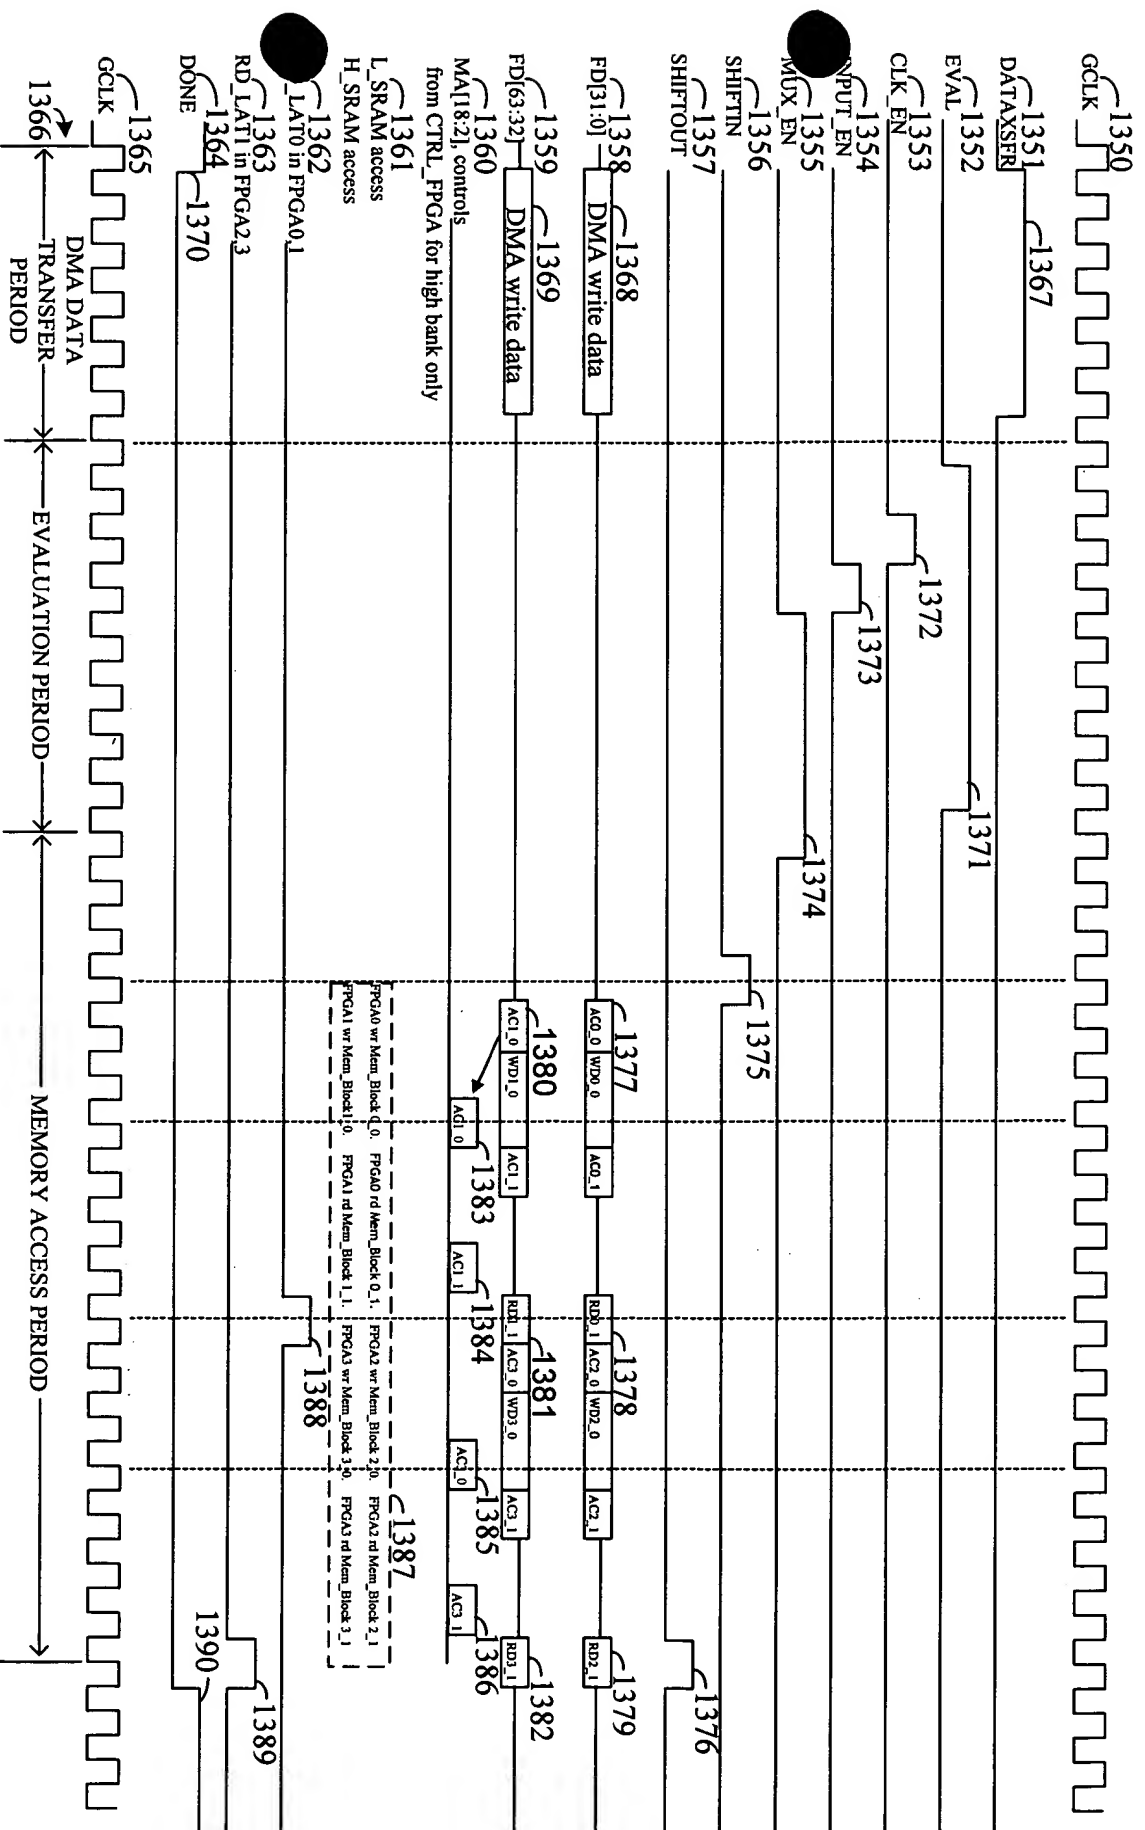 1350
GCLK
1351
DATAXSFR
1367
1352
EVAL
1371
1353
CLK_EN
1372
1354
INPUT_EN
1373
1355
MUX_EN
1374
1356
SHIFTIN
1375
1357
SHIFTOUT
1376
1358
FD[31:0]
1368
DMA write data
1377
AC0_0 WD0_0 AC0_1
1378
RD0_1 AC2_0 WD2_0 AC2_1
1379
RD2_1
1359
FD[63:32]
1369
DMA write data
1380
AC1_0 WD1_0 AC1_1
1381
RD1_1 AC3_0 WD3_0 AC3_1
1382
RD3_1
1360
MA[18:2], controls
from CTRL_FPGA for high bank only
AC1_0
1383
AC1_1
1384
AC3_0
1385
AC3_1
1386
1361
L_SRAM access
H_SRAM access
1387
FPGA0 wr Mem_Block 0_0. FPGA0 rd Mem_Block 0_1. FPGA2 wr Mem_Block 2_0. FPGA2 rd Mem_Block 2_1
FPGA1 wr Mem_Block1_0. FPGA1 rd Mem_Block 1_1. FPGA3 wr Mem_Block 3_0. FPGA3 rd Mem_Block 3_1
1362
_LAT0 in FPGA0,1
1388
1363
RD_LAT1 in FPGA2,3
1389
1364
DONE
1370
1390
1365
GCLK
1366
DMA DATA
TRANSFER
PERIOD
EVALUATION PERIOD
MEMORY ACCESS PERIOD